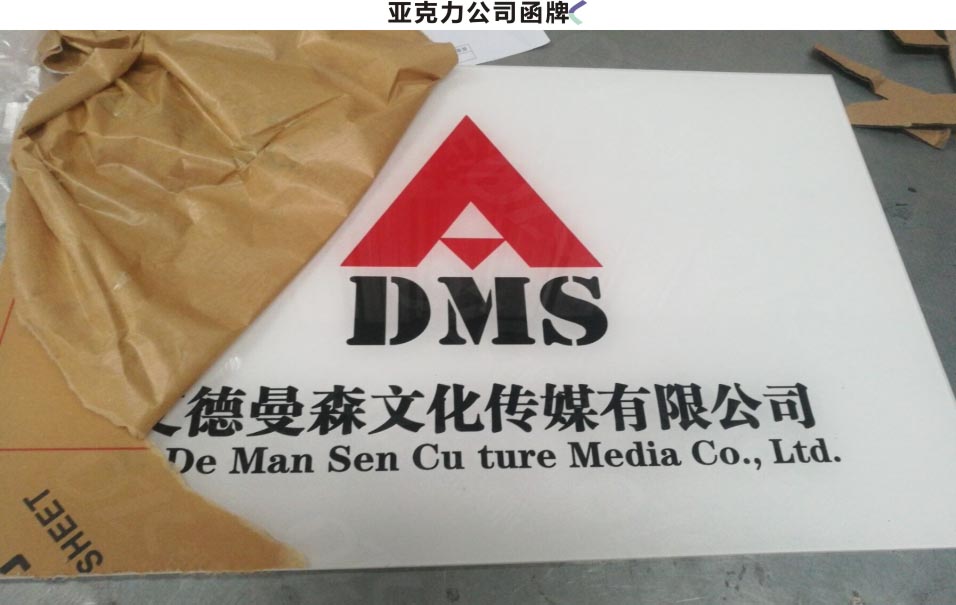 亚克力公司函牌
DMS
德曼森文化传媒有限公司
De Man Sen Cu ture Media Co., Ltd.
SHEET